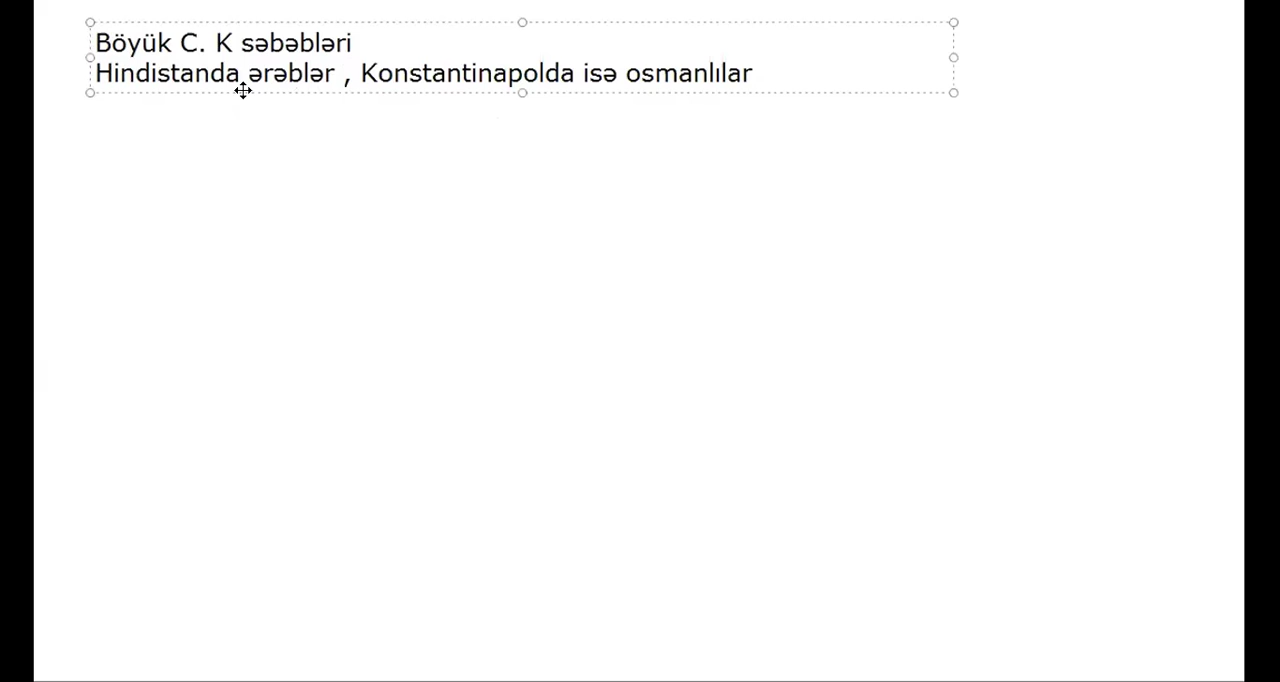 Böyük C. K səbəbləri
Hindistanda ərəblər , Konstantinapolda isə osmanlılar